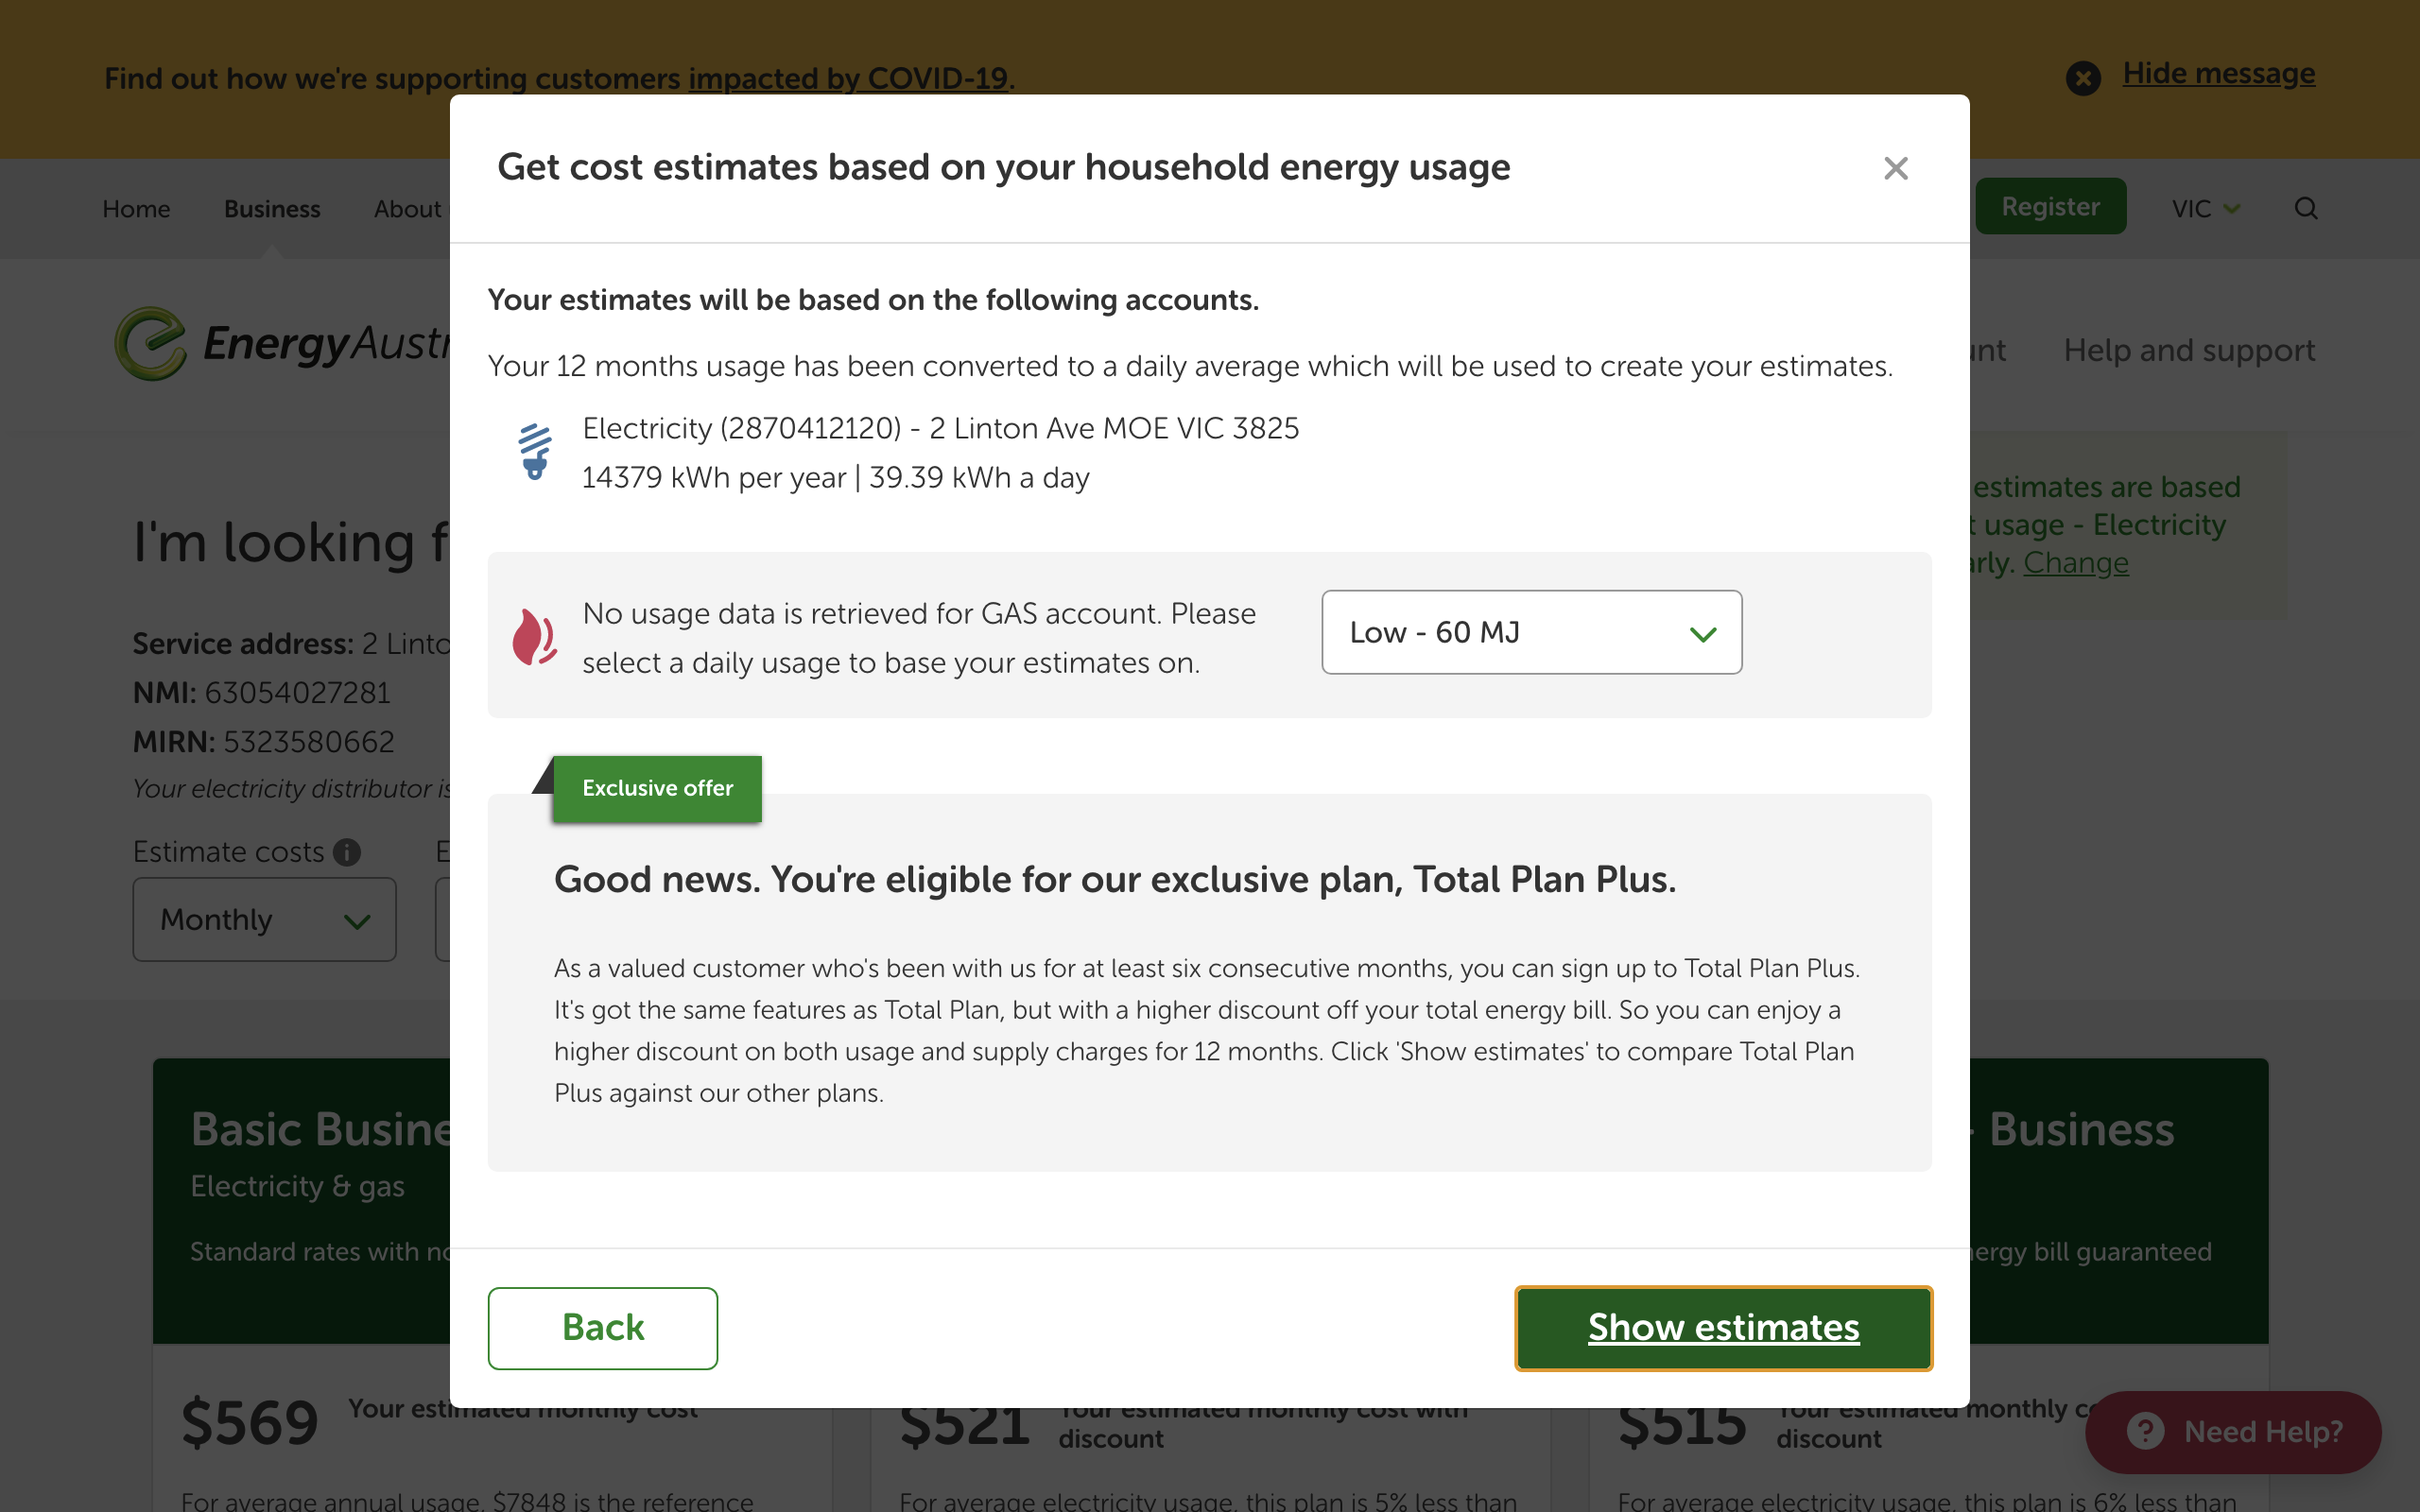 Find out how we're supporting customers impacted by COVID-19.
Hide message
Get cost estimates based on your household energy usage
Home
Business
About
Register
VIC
EnergyAustr
Help and support
Your estimates will be based on the following accounts.
Your 12 months usage has been converted to a daily average which will be used to create your estimates.
Electricity (2870412120) - 2 Linton Ave MOE VIC 3825
14379 kWh per year | 39.39 kWh a day
estimates are based
usage - Electricity
Change
I'm looking f
Service address: 2 Linto
NMI: 63054027281
MIRN: 5323580662
Your electricity distributor is
Estimate costs
Monthly
No usage data is retrieved for GAS account. Please
select a daily usage to base your estimates on.
Low - 60 MJ
Exclusive offer
Good news. You're eligible for our exclusive plan, Total Plan Plus.
As a valued customer who's been with us for at least six consecutive months, you can sign up to Total Plan Plus.
It's got the same features as Total Plan, but with a higher discount off your total energy bill. So you can enjoy a
higher discount on both usage and supply charges for 12 months. Click 'Show estimates' to compare Total Plan
Plus against our other plans.
Basic Busine
Electricity & gas
Standard rates with no
Business
energy bill guaranteed
Back
Show estimates
$569 Your estimated monthly cost
$521 Your estimated monthly cost with
discount
$515 Your estimated monthly co
discount
Need Help?
For average annual usage, $7848 is the reference
For average electricity usage, this plan is 5% less than
For average electricity usage, this plan is 6% less than